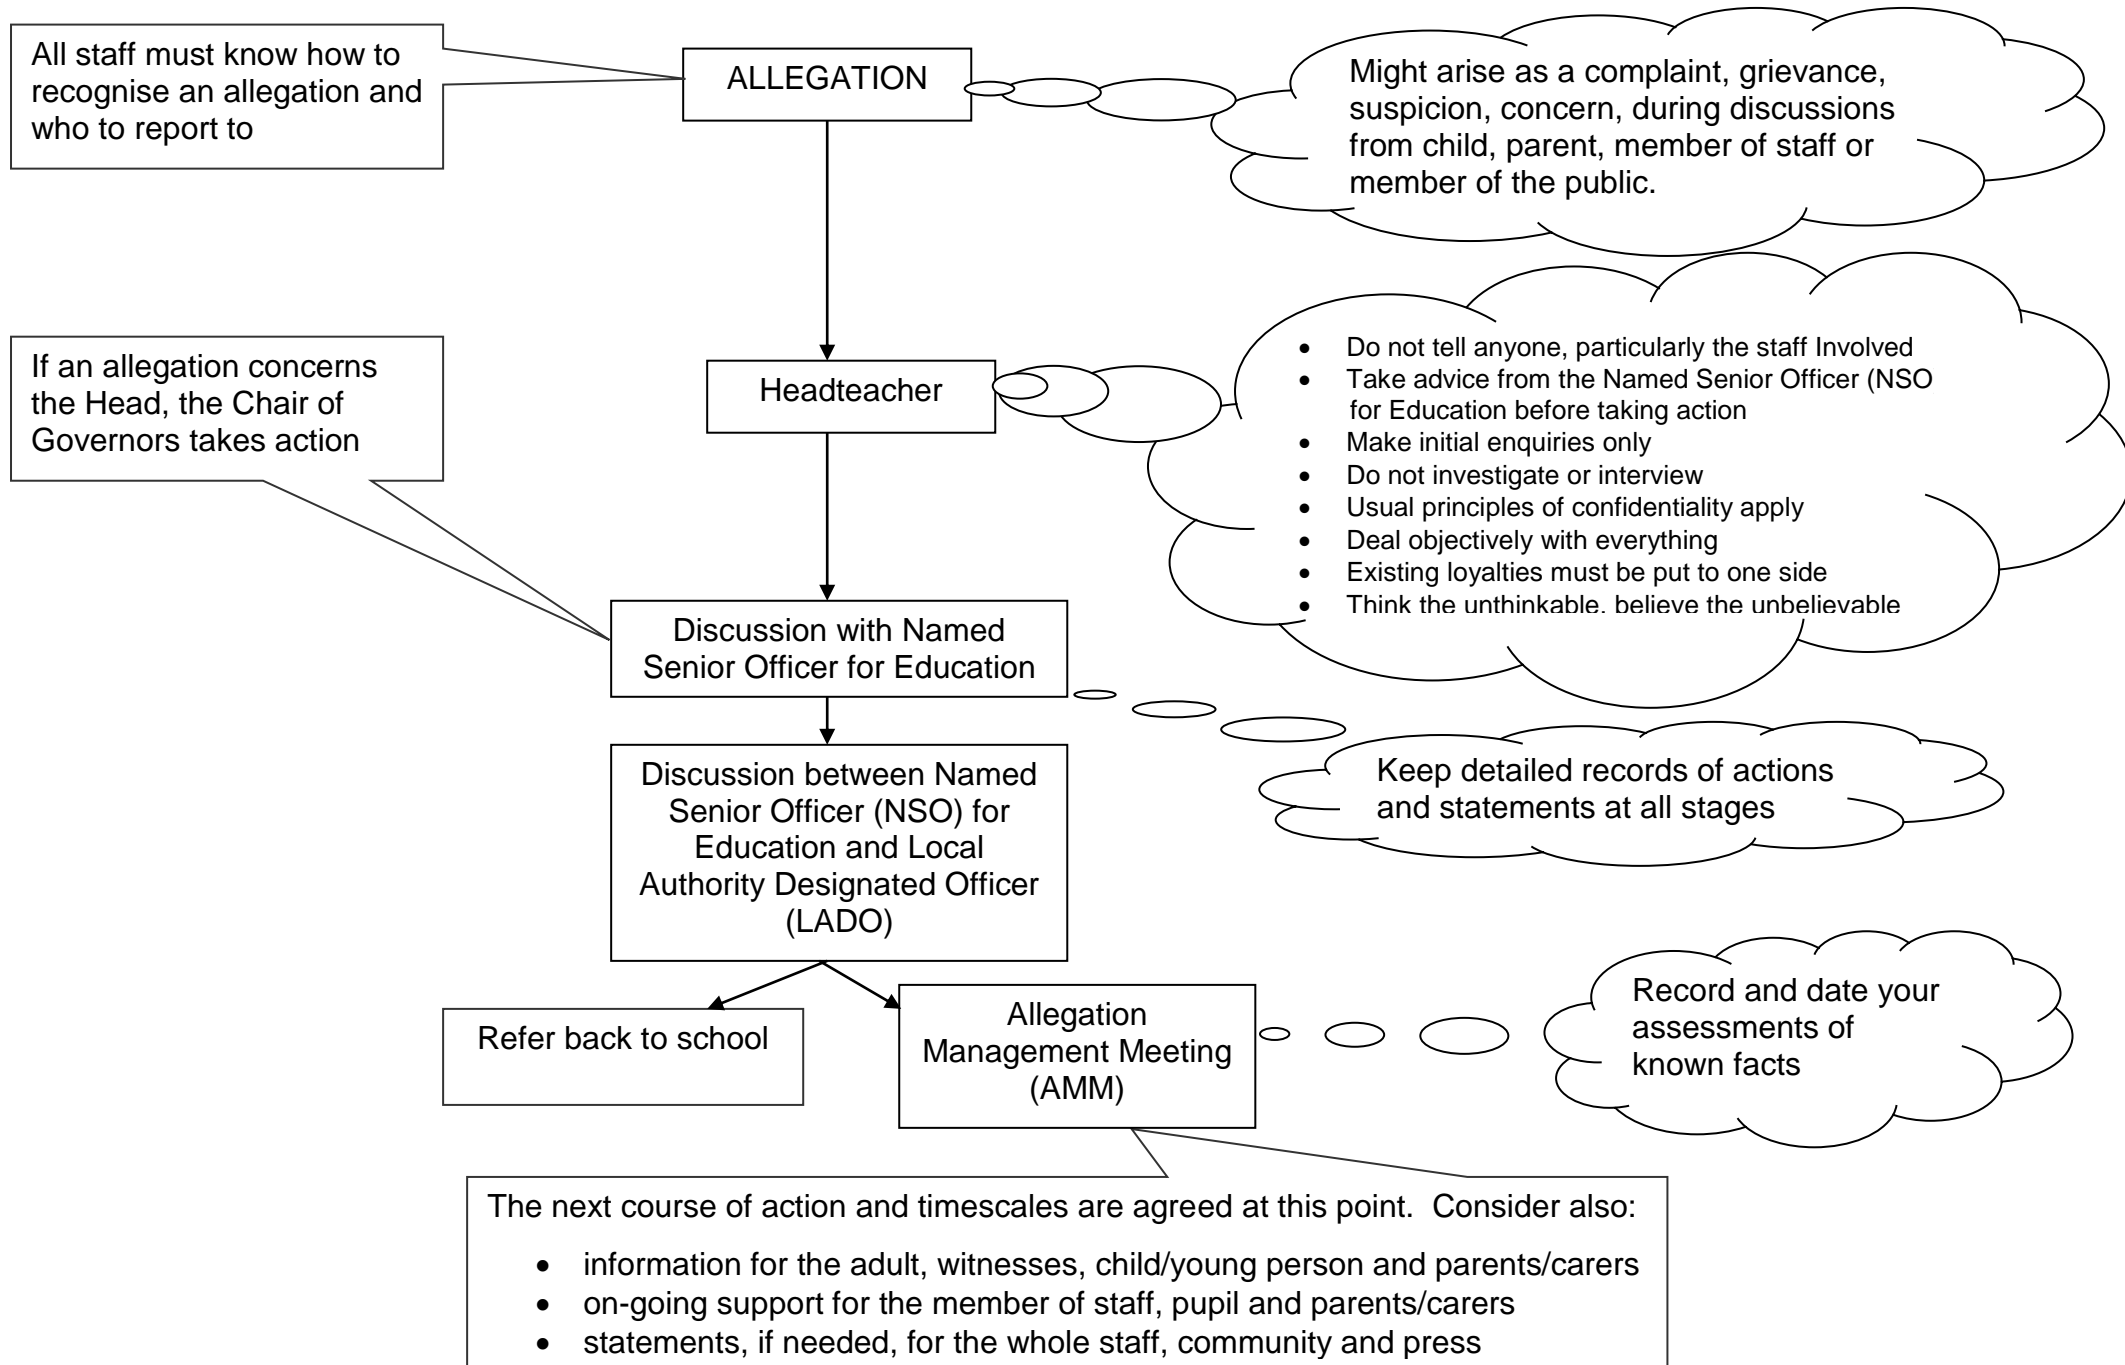 All staff must know how to
recognise an allegation and
who to report to
ALLEGATION
Might arise as a complaint, grievance,
suspicion, concern, during discussions
from child, parent, member of staff or
member of the public.
If an allegation concerns
the Head, the Chair of
Governors takes action
Headteacher
• Do not tell anyone, particularly the staff Involved
• Take advice from the Named Senior Officer (NSO
for Education before taking action
• Make initial enquiries only
• Do not investigate or interview
• Usual principles of confidentiality apply
• Deal objectively with everything
• Existing loyalties must be put to one side
• Think the unthinkable, believe the unbelievable
Discussion with Named
Senior Officer for Education
Discussion between Named
Senior Officer (NSO) for
Education and Local
Authority Designated Officer
(LADO)
Keep detailed records of actions
and statements at all stages
Refer back to school
Allegation
Management Meeting
(AMM)
Record and date your
assessments of
known facts
The next course of action and timescales are agreed at this point.  Consider also:
• information for the adult, witnesses, child/young person and parents/carers
• on-going support for the member of staff, pupil and parents/carers
• statements, if needed, for the whole staff, community and press